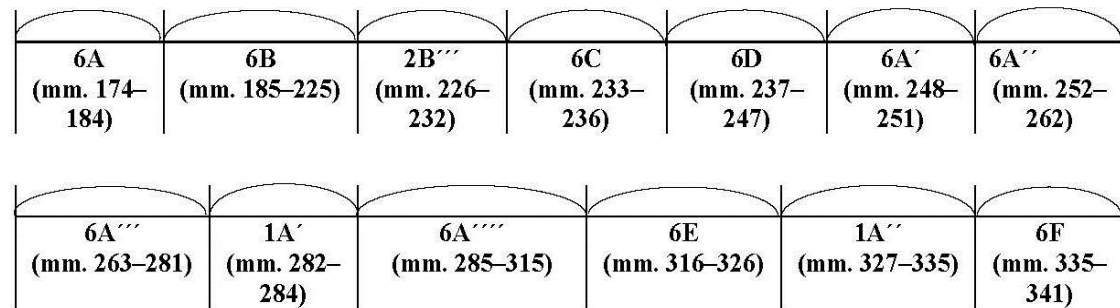 6A 6B 2B´´´ 6C 6D 6A´ 6A´´
(mm. 174– (mm. 185–225) (mm. 226– (mm. 233– (mm. 237– (mm. 248– (mm. 252–
184) 232) 236) 247) 251) 262)
6A´´´ 1A´ 6A´´´´ 6E 1A´´ 6F
(mm. 263–281) (mm. 282– (mm. 285–315) (mm. 316–326) (mm. 327–335) (mm. 335–
284) 341)